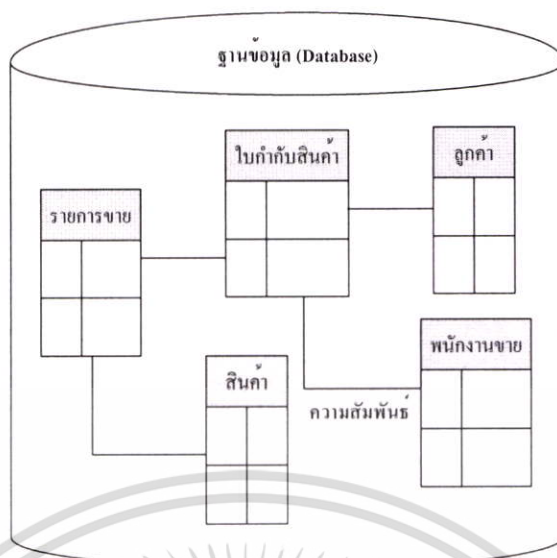 ฐานข้อมูล (Database)
ใบกำกับสินค้า
ลูกค้า
รายการขาย
พนักงานขาย
สินค้า
ความสัมพันธ์